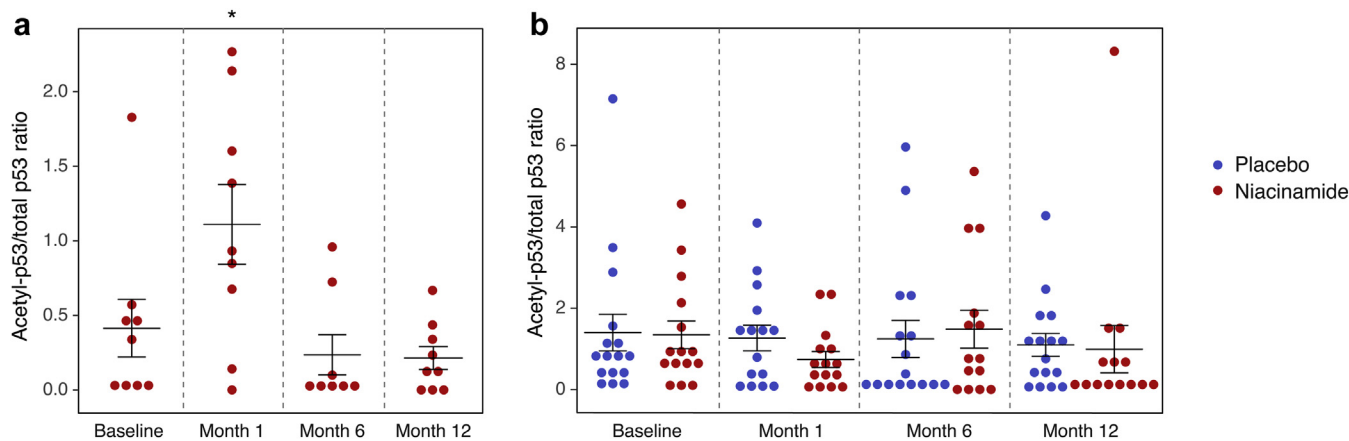 a
*
Acetyl-p53/total p53 ratio
2.0
1.5
1.0
0.5
0.0
Baseline Month 1 Month 6 Month 12
b
Acetyl-p53/total p53 ratio
8
6
4
2
0
Baseline Month 1 Month 6 Month 12
Placebo
Niacinamide